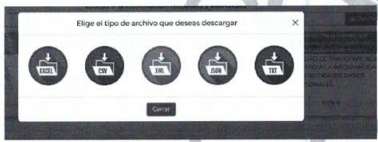 Elige el tipo de archivo que deseas descargar
EXCEL CSV XML JSON TXT
Cerrar